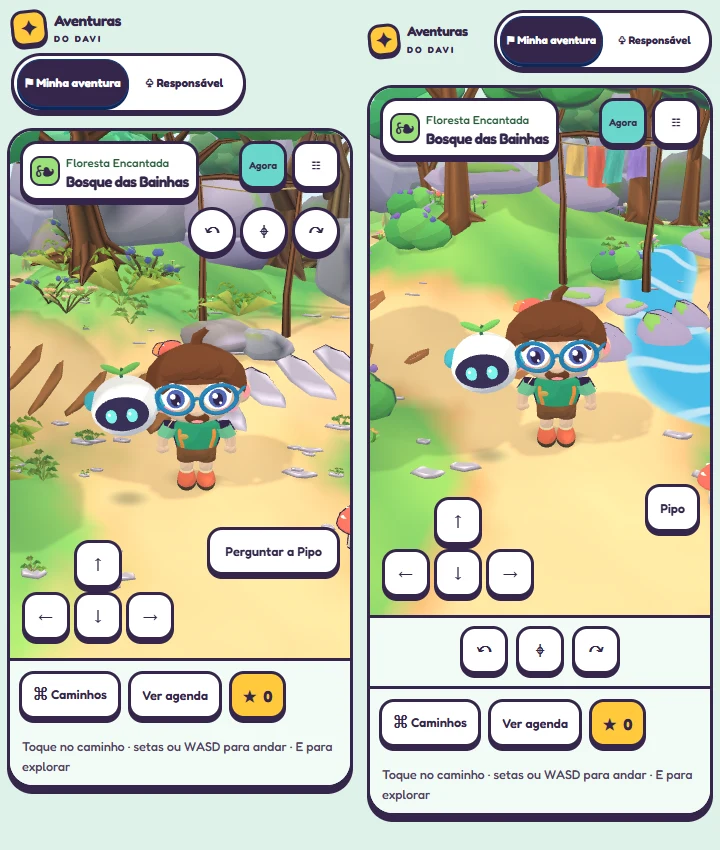 Aventuras
DO DAVI
Minha aventura
Responsável
Floresta Encantada
Bosque das Bainhas
Agora
Perguntar a Pipo
Caminhos
Ver agenda
★ 0
Toque no caminho · setas ou WASD para andar · E para
explorar
Aventuras
DO DAVI
Minha aventura
Responsável
Floresta Encantada
Bosque das Bainhas
Agora
Pipo
Caminhos
Ver agenda
★ 0
Toque no caminho · setas ou WASD para andar · E para
explorar